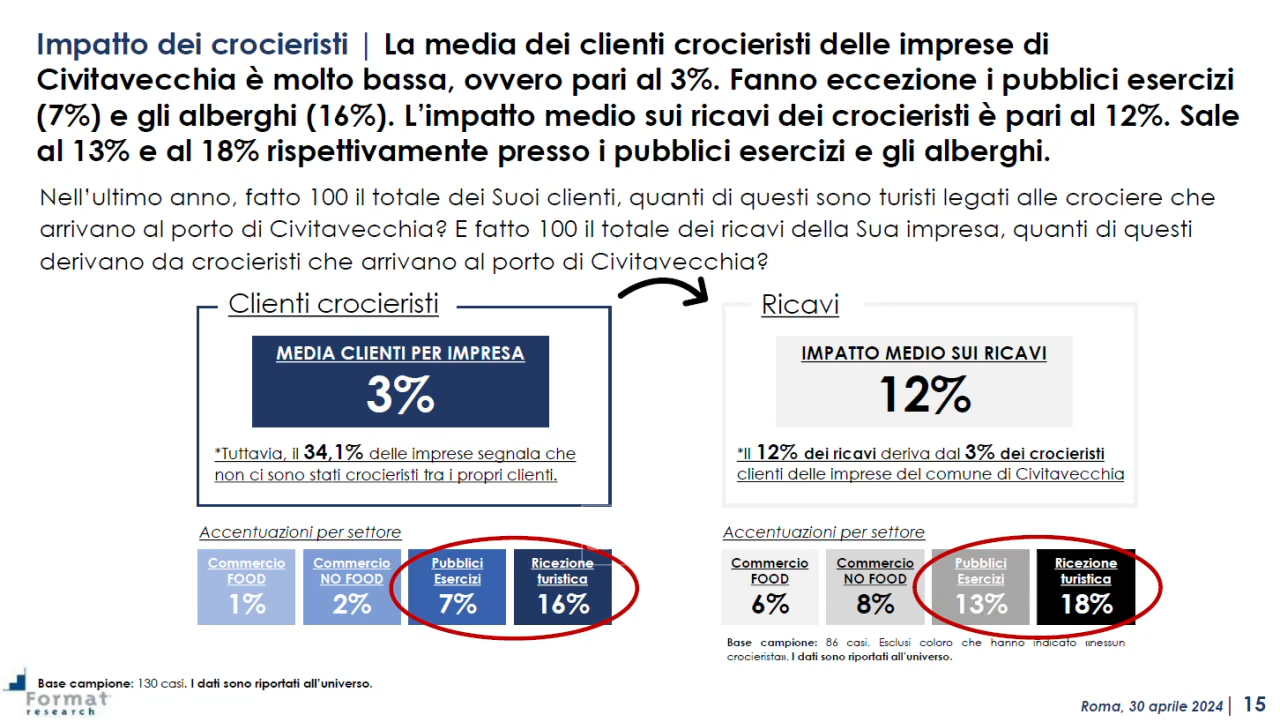 Impatto dei crocieristi | La media dei clienti crocieristi delle imprese di
Civitavecchia è molto bassa, ovvero pari al 3%. Fanno eccezione i pubblici esercizi
(7%) e gli alberghi (16%). L'impatto medio sui ricavi dei crocieristi è pari al 12%. Sale
al 13% e al 18% rispettivamente presso i pubblici esercizi e gli alberghi.
Nell'ultimo anno, fatto 100 il totale dei Suoi clienti, quanti di questi sono turisti legati alle crociere che
arrivano al porto di Civitavecchia? E fatto 100 il totale dei ricavi della Sua impresa, quanti di questi
derivano da crocieristi che arrivano al porto di Civitavecchia?
Clienti crocieristi
MEDIA CLIENTI PER IMPRESA
3%
*Tuttavia, il 34,1% delle imprese segnala che
non ci sono stati crocieristi tra i propri clienti.
Accentuazioni per settore
Commercio
FOOD
1%
Commercio
NO FOOD
2%
Pubblici
Esercizi
7%
Ricezione
turistica
16%
Ricavi
IMPATTO MEDIO SUI RICAVI
12%
*Il 12% dei ricavi deriva dal 3% dei crocieristi
clienti delle imprese del comune di Civitavecchia
Accentuazioni per settore
Commercio
FOOD
6%
Commercio
NO FOOD
8%
Pubblici
Esercizi
13%
Ricezione
turistica
18%
Base campione: 86 casi. Esclusi coloro che hanno indicato «nessun
crocierista». I dati sono riportati all'universo.
Base campione: 130 casi. I dati sono riportati all'universo.
Format
research
Roma, 30 aprile 2024 | 15